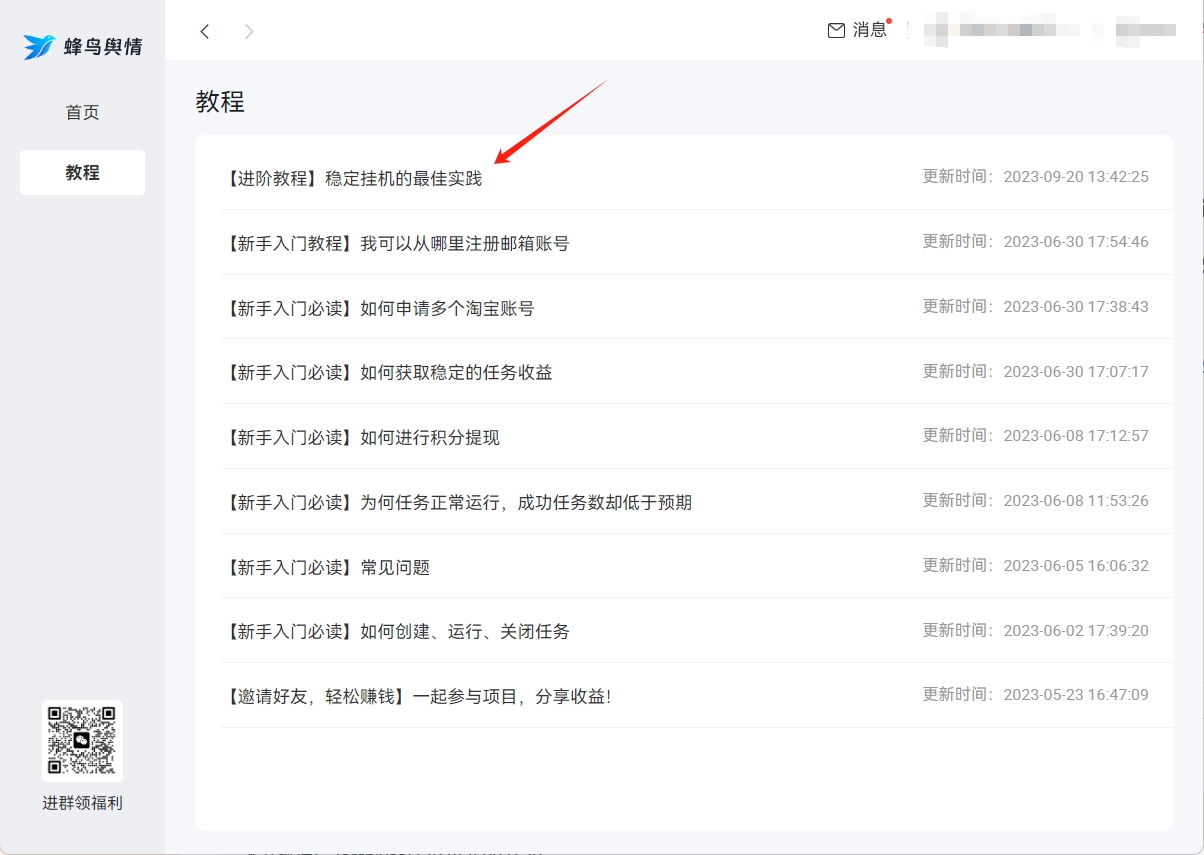 蜂鸟舆情
消息
首页
教程
教程
【进阶教程】稳定挂机的最佳实践 更新时间：2023-09-20 13:42:25
【新手入门教程】我可以从哪里注册邮箱账号 更新时间：2023-06-30 17:54:46
【新手入门必读】如何申请多个淘宝账号 更新时间：2023-06-30 17:38:43
【新手入门必读】如何获取稳定的任务收益 更新时间：2023-06-30 17:07:17
【新手入门必读】如何进行积分提现 更新时间：2023-06-08 17:12:57
【新手入门必读】为何任务正常运行，成功任务数却低于预期 更新时间：2023-06-08 11:53:26
【新手入门必读】常见问题 更新时间：2023-06-05 16:06:32
【新手入门必读】如何创建、运行、关闭任务 更新时间：2023-06-02 17:39:20
【邀请好友，轻松赚钱】一起参与项目，分享收益！ 更新时间：2023-05-23 16:47:09
进群领福利